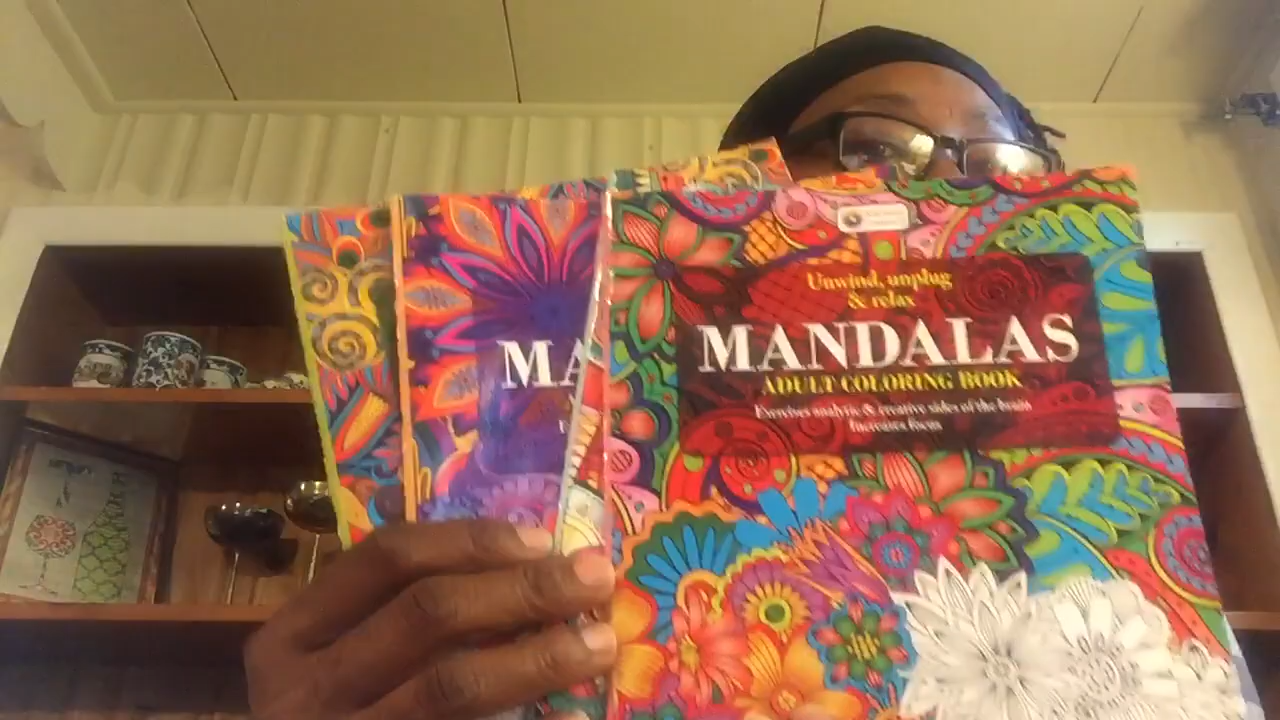 Unwind, unplug
& relax
MANDALAS
ADULT COLORING BOOK
Exercises analytic & creative sides of the brain
Increases focus
MA